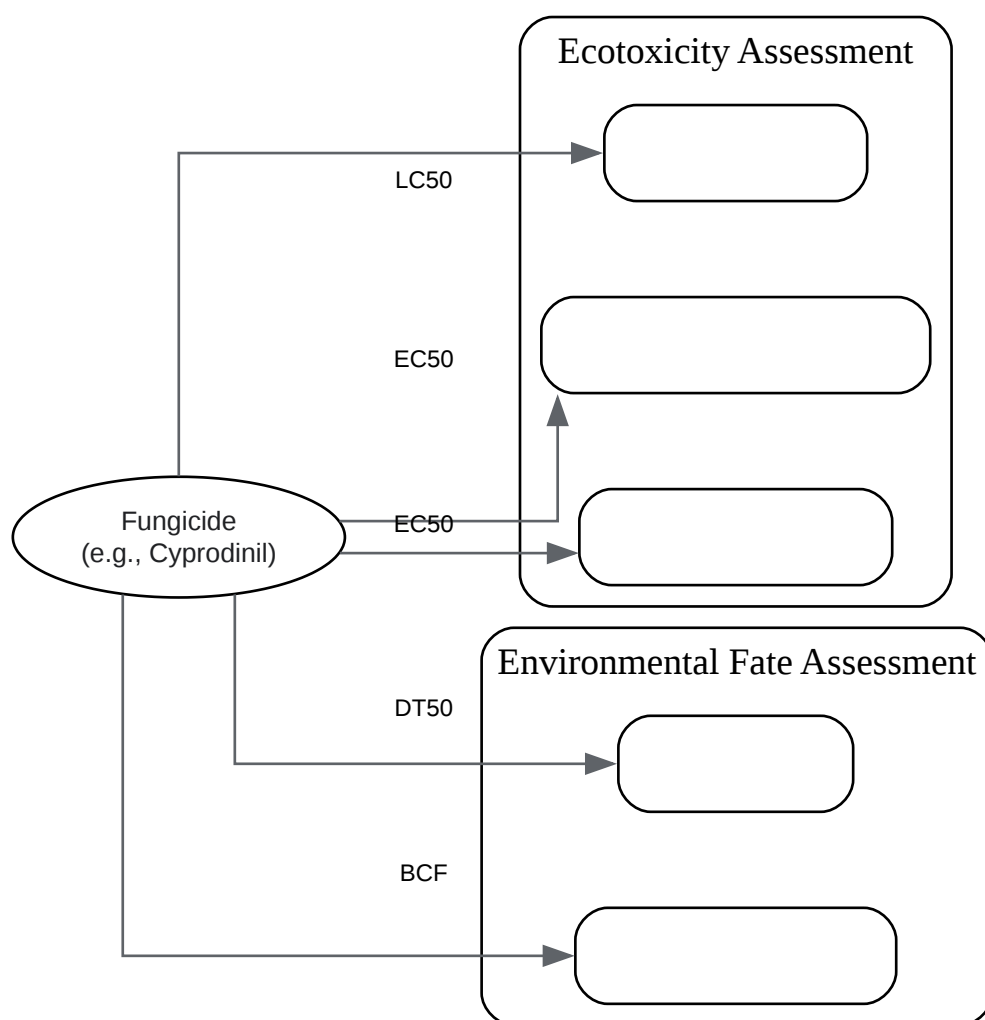 Ecotoxicity Assessment
LC50
EC50
EC50
Fungicide
(e.g., Cyprodinil)
Environmental Fate Assessment
DT50
BCF